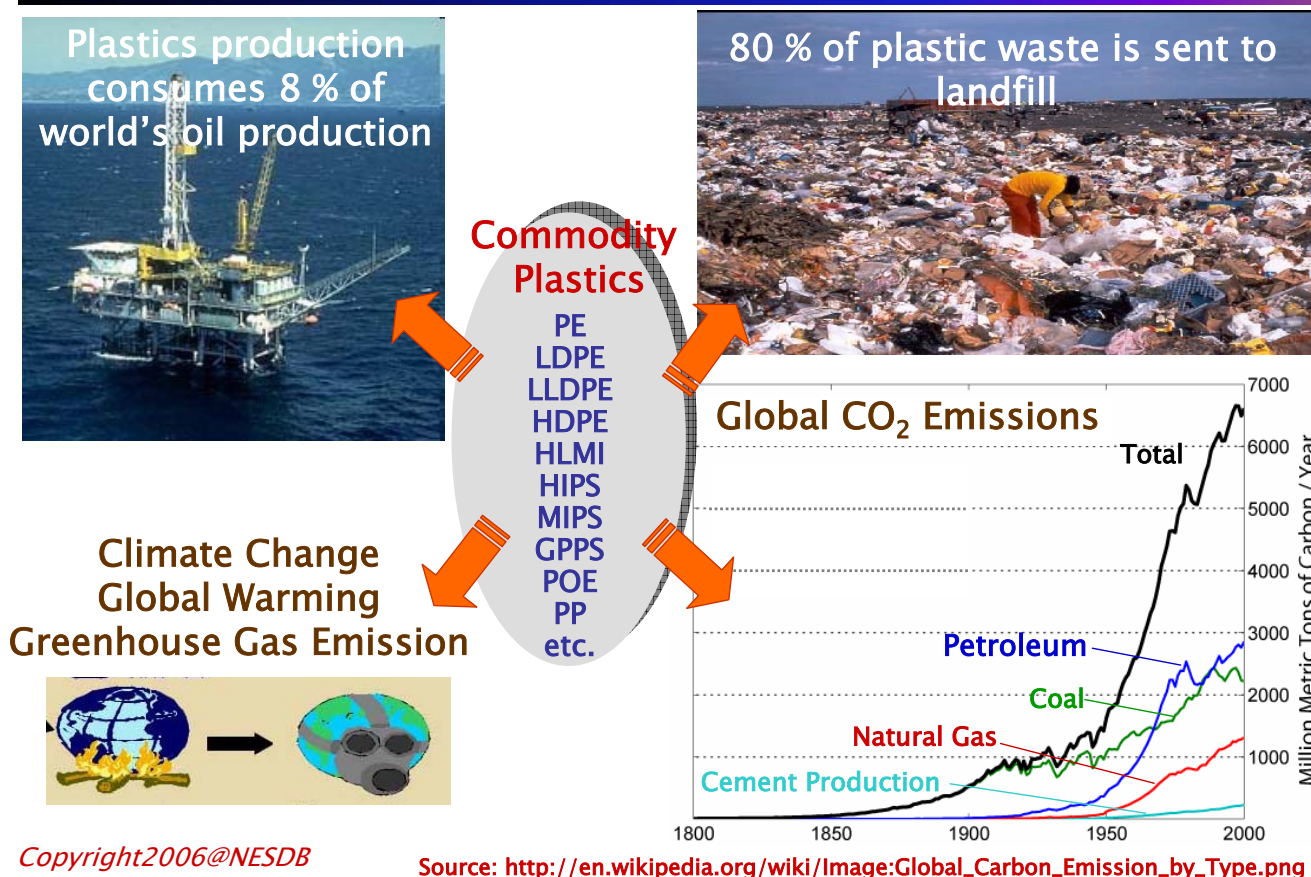 Plastics production
consumes 8 % of
world's oil production
80 % of plastic waste is sent to
landfill
Commodity
Plastics
PE
LDPE
LLDPE
HDPE
HLMI
HIPS
MIPS
GPPS
POE
PP
etc.
Climate Change
Global Warming
Greenhouse Gas Emission
Global CO₂ Emissions
Total
Petroleum
Coal
Natural Gas
Cement Production
7000
6000
5000
4000
3000
2000
1000
Million Metric Tons of Carbon / Year
1800 1850 1900 1950 2000
Copyright2006@NESDB
Source: http://en.wikipedia.org/wiki/Image:Global_Carbon_Emission_by_Type.png